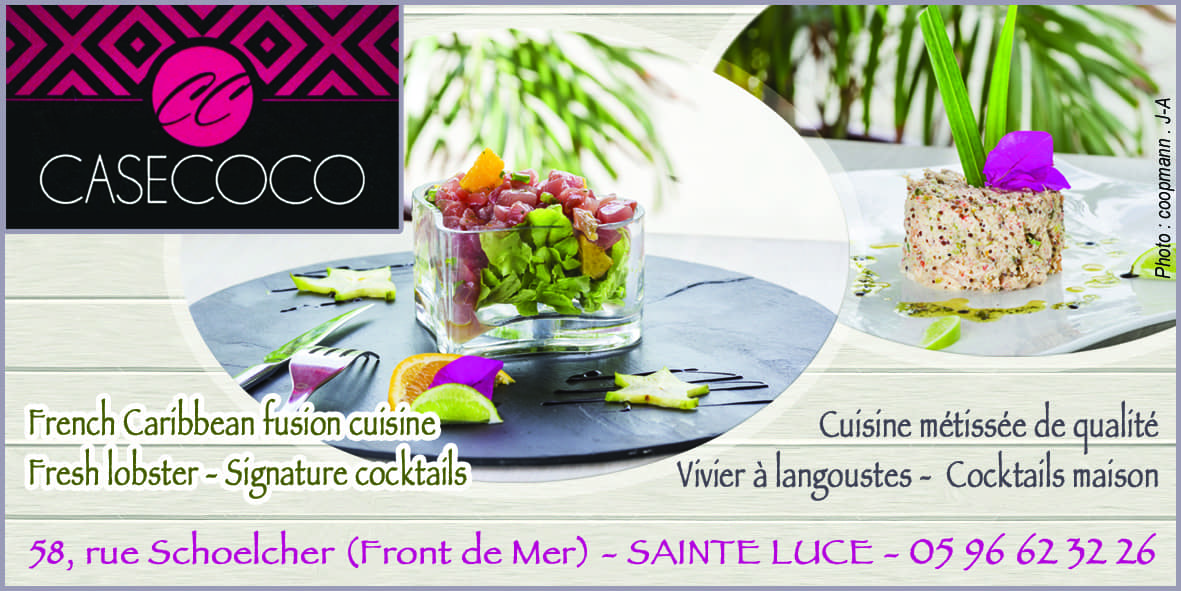 CC
CASECOCO
Photo : coopmann . J-A
French Caribbean fusion cuisine
Fresh lobster - Signature cocktails
Cuisine métissée de qualité
Vivier à langoustes - Cocktails maison
58, rue Schoelcher (Front de Mer) - SAINTE LUCE - 05 96 62 32 26